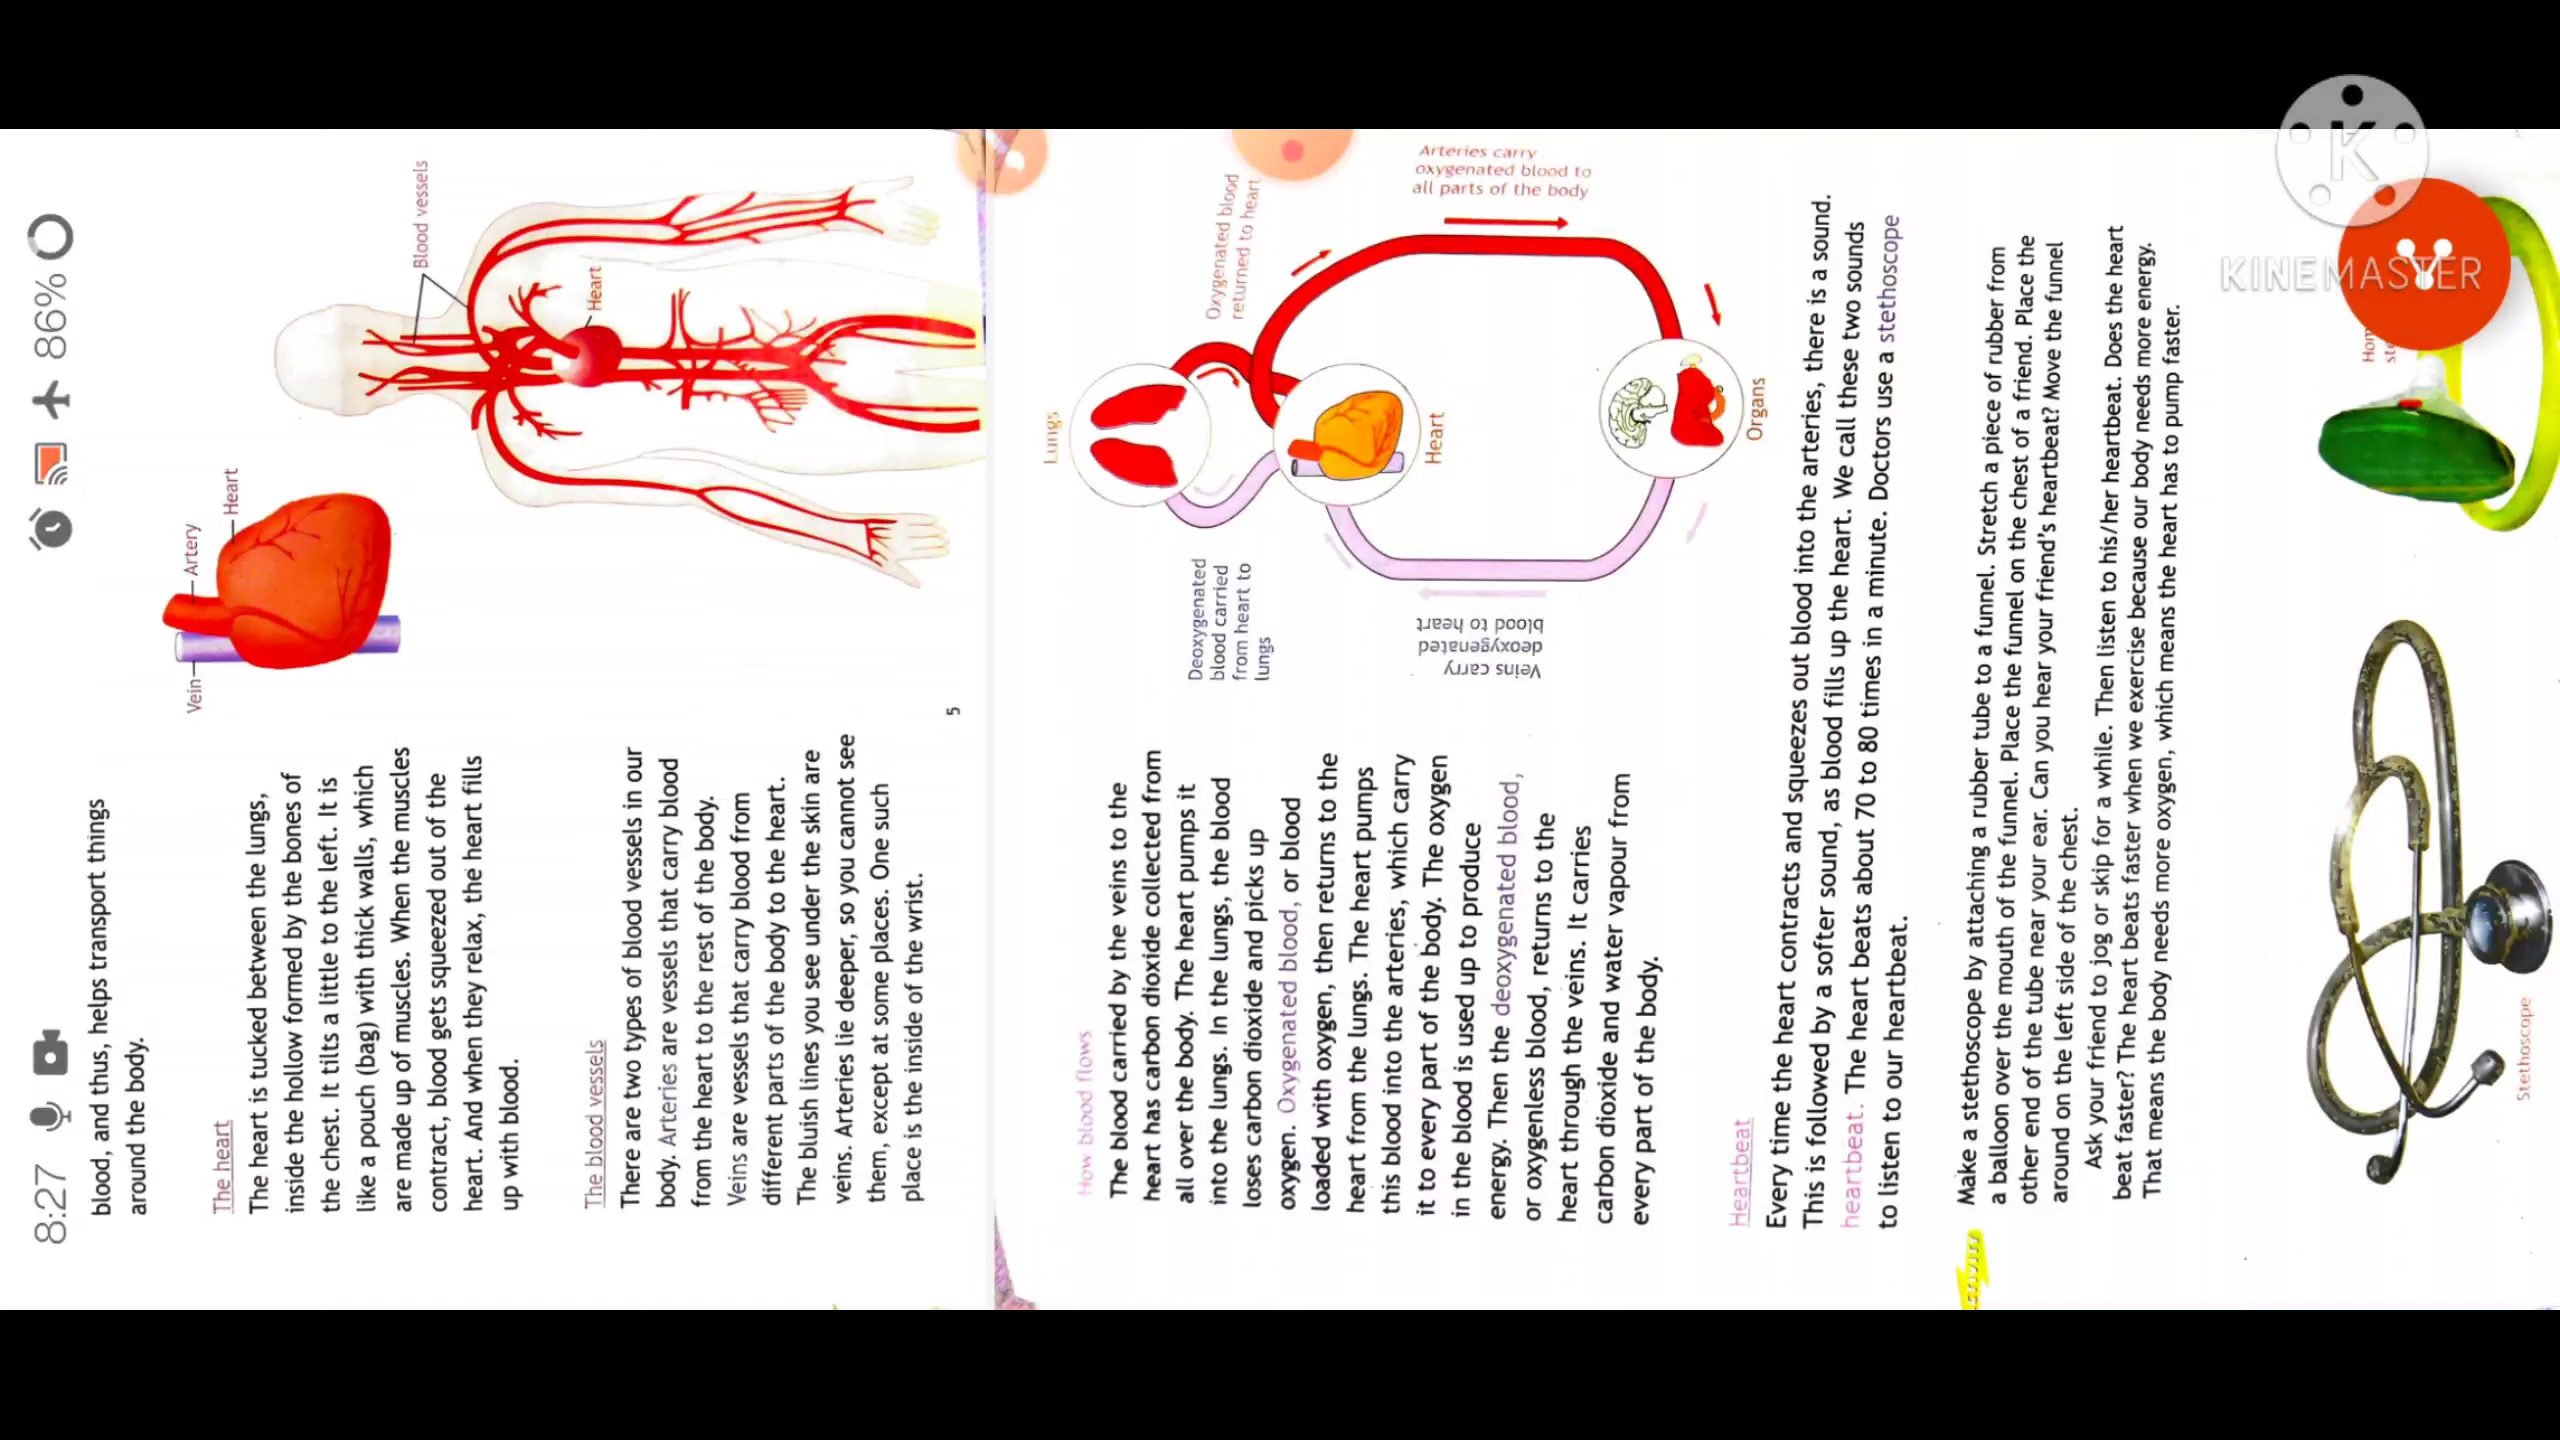 8:27
86%
blood, and thus, helps transport things
around the body.
The heart
The heart is tucked between the lungs,
inside the hollow formed by the bones of
the chest. It tilts a little to the left. It is
like a pouch (bag) with thick walls, which
are made up of muscles. When the muscles
contract, blood gets squeezed out of the
heart. And when they relax, the heart fills
up with blood.
Vein
Artery
Heart
The blood vessels
There are two types of blood vessels in our
body. Arteries are vessels that carry blood
from the heart to the rest of the body.
Veins are vessels that carry blood from
different parts of the body to the heart.
The bluish lines you see under the skin are
veins. Arteries lie deeper, so you cannot see
them, except at some places. One such
place is the inside of the wrist.
Blood vessels
Heart
5
How blood flows
The blood carried by the veins to the
heart has carbon dioxide collected from
all over the body. The heart pumps it
into the lungs. In the lungs, the blood
loses carbon dioxide and picks up
oxygen. Oxygenated blood, or blood
loaded with oxygen, then returns to the
heart from the lungs. The heart pumps
this blood into the arteries, which carry
it to every part of the body. The oxygen
in the blood is used up to produce
energy. Then the deoxygenated blood,
or oxygenless blood, returns to the
heart through the veins. It carries
carbon dioxide and water vapour from
every part of the body.
Lungs
Deoxygenated
blood carried
from heart to
lungs
Oxygenated blood
returned to heart
Heart
Veins carry
deoxygenated
blood to heart
Arteries carry
oxygenated blood to
all parts of the body
Organs
Heartbeat
Every time the heart contracts and squeezes out blood into the arteries, there is a sound.
This is followed by a softer sound, as blood fills up the heart. We call these two sounds
heartbeat. The heart beats about 70 to 80 times in a minute. Doctors use a stethoscope
to listen to our heartbeat.
Make a stethoscope by attaching a rubber tube to a funnel. Stretch a piece of rubber from
a balloon over the mouth of the funnel. Place the funnel on the chest of a friend. Place the
other end of the tube near your ear. Can you hear your friend's heartbeat? Move the funnel
around on the left side of the chest.
Ask your friend to jog or skip for a while. Then listen to his/her heartbeat. Does the heart
beat faster? The heart beats faster when we exercise because our body needs more energy.
That means the body needs more oxygen, which means the heart has to pump faster.
Stethoscope
K
KINEMASTER